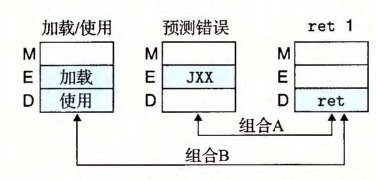 加载/使用 预测错误 ret 1
M M M
E 加载 E JXX E
D 使用 D D ret
组合A
组合B